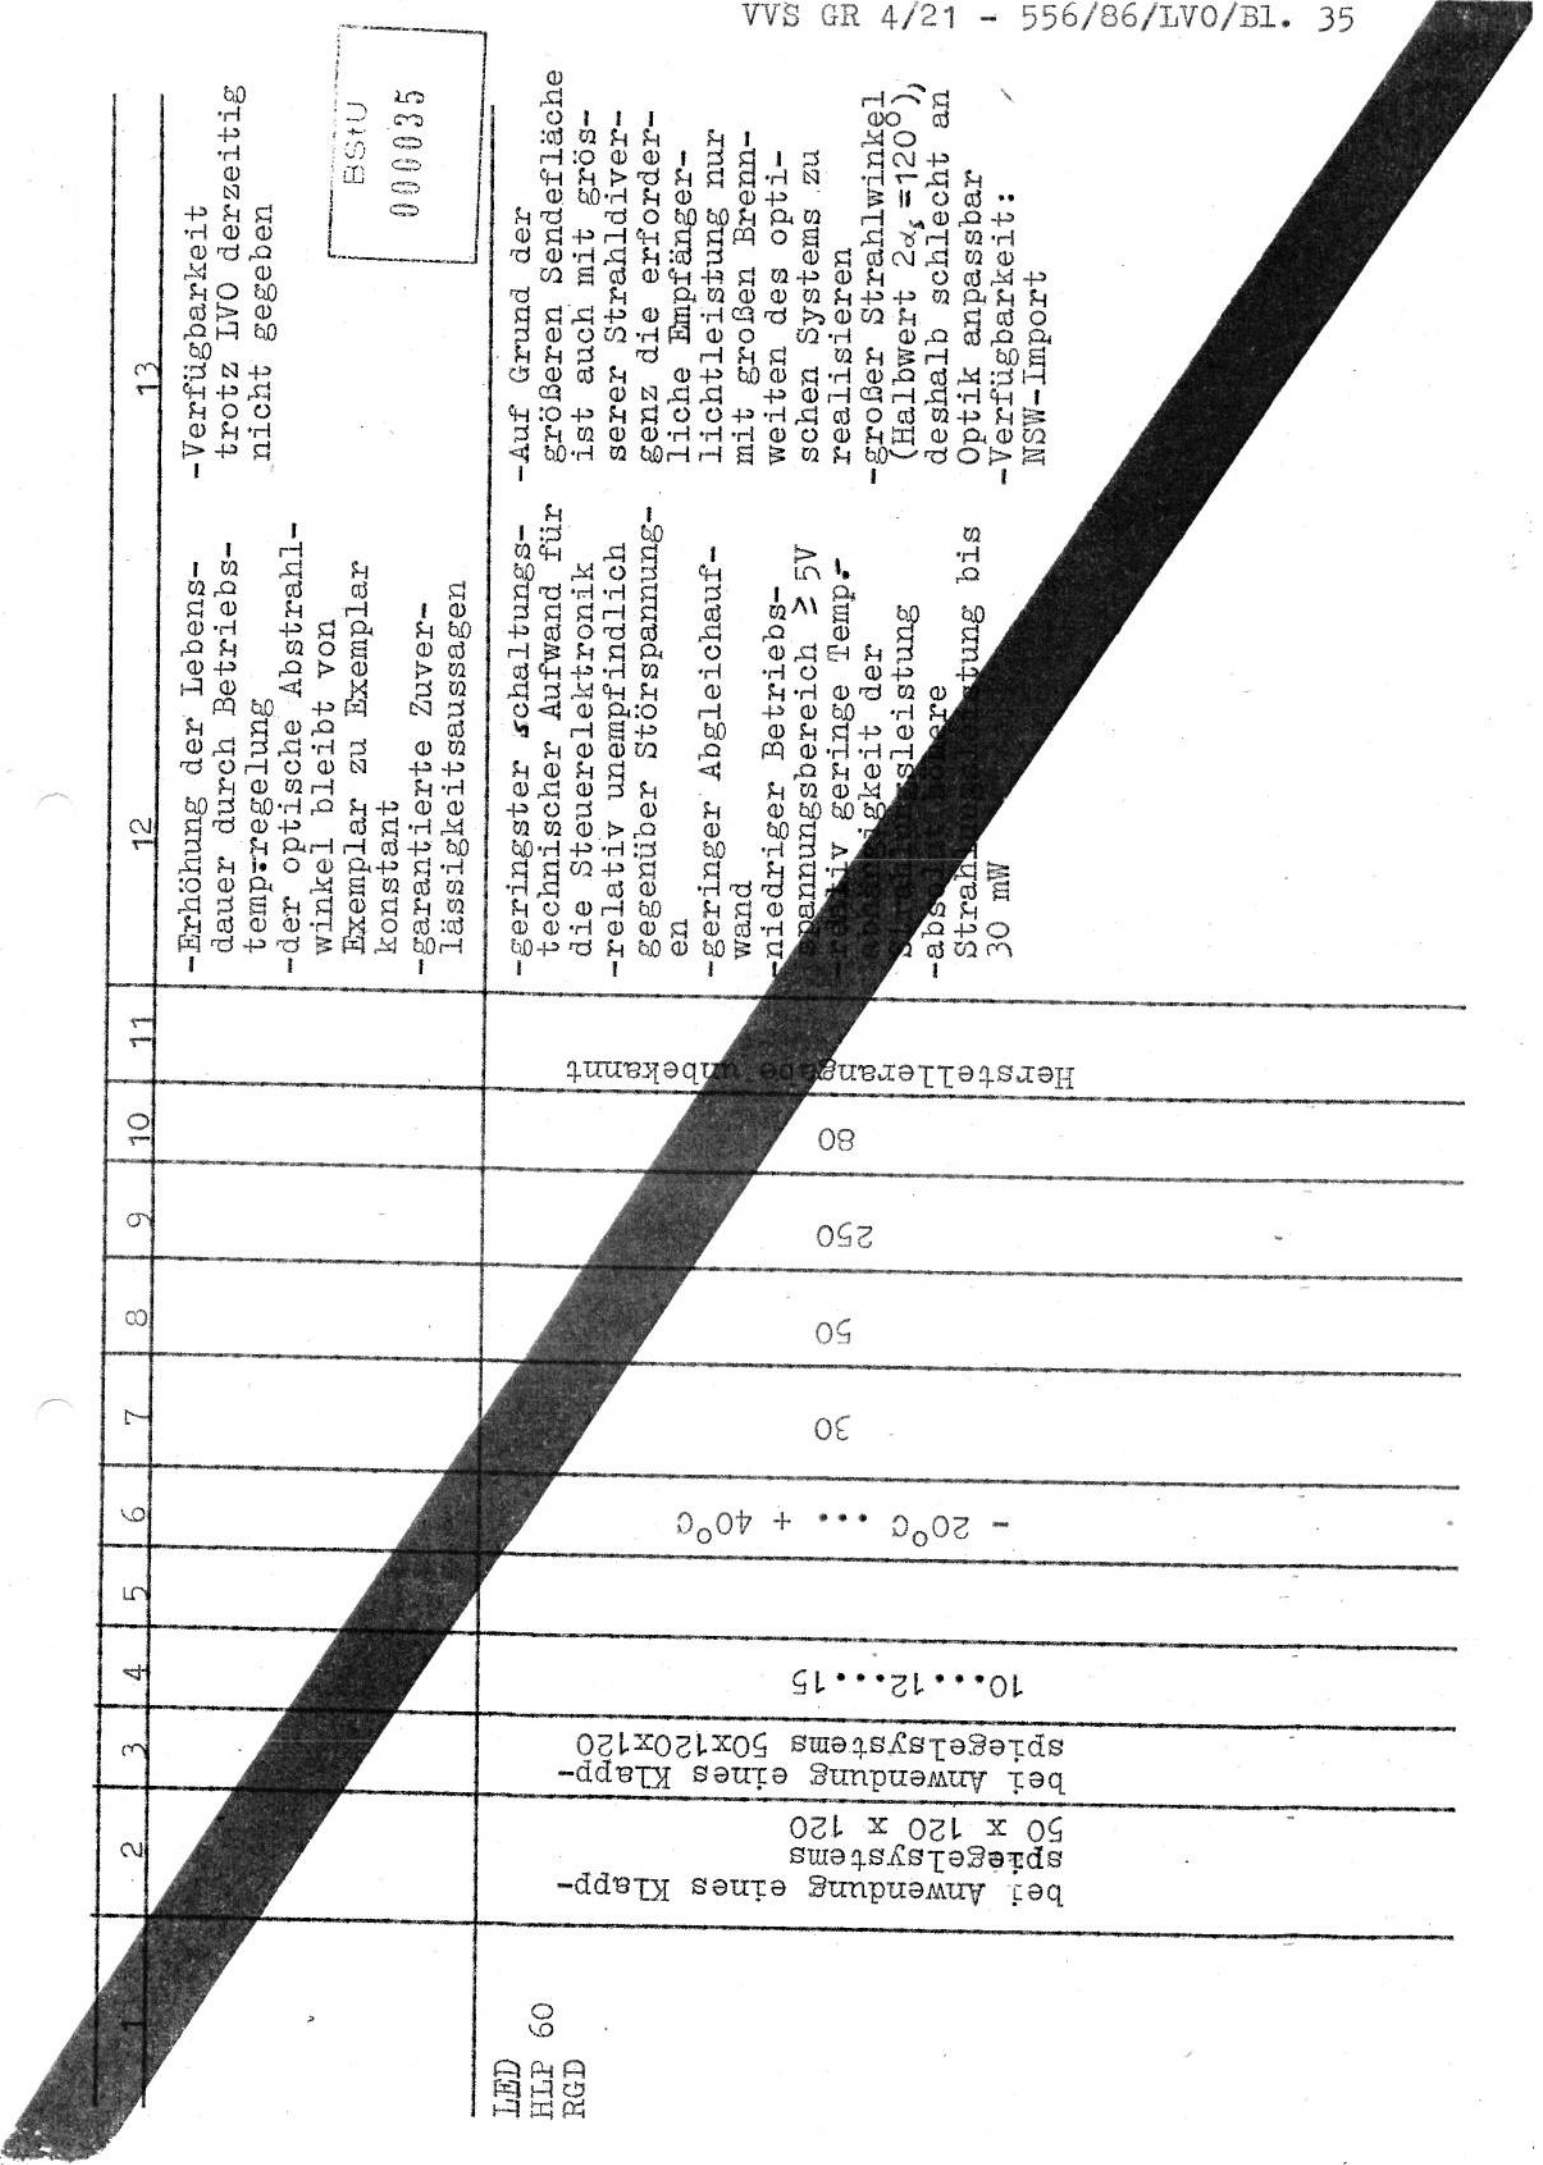 VVS GR 4/21 - 556/86/LVO/Bl. 35
BStU
000035
1 2 3 4 5 6 7 8 9 10 11 12 13
-Erhöhung der Lebens-
dauer durch Betriebs-
temp.-regelung
-der optische Abstrahl-
winkel bleibt von
Exemplar zu Exemplar
konstant
-garantierte Zuver-
lässigkeitsaussagen
-Verfügbarkeit
trotz LVO derzeitig
nicht gegeben
LED
HLP 60
RGD
bei Anwendung eines Klapp-
spiegelsystems
50 x 120 x 120
bei Anwendung eines Klapp-
spiegelsystems 50x120x120
10...12...15
- 20°C ... + 40°C
30
50
250
80
Herstellerangabe unbekannt
-geringster schaltungs-
technischer Aufwand für
die Steuerelektronik
-relativ unempfindlich
gegenüber Störspannung-
en
-geringer Abgleichauf-
wand
-niedriger Betriebs-
spannungsbereich ≥ 5V
-relativ geringe Temp.-
abhängigkeit der
Strahlungsleistung
-absolut höhere
Strahlungsleistung bis
30 mW
-Auf Grund der
größeren Sendefläche
ist auch mit grös-
serer Strahldiver-
genz die erforder-
liche Empfänger-
lichtleistung nur
mit großen Brenn-
weiten des opti-
schen Systems zu
realisieren
-großer Strahlwinkel
(Halbwert 2αs =120°),
deshalb schlecht an
Optik anpassbar
-Verfügbarkeit:
NSW-Import